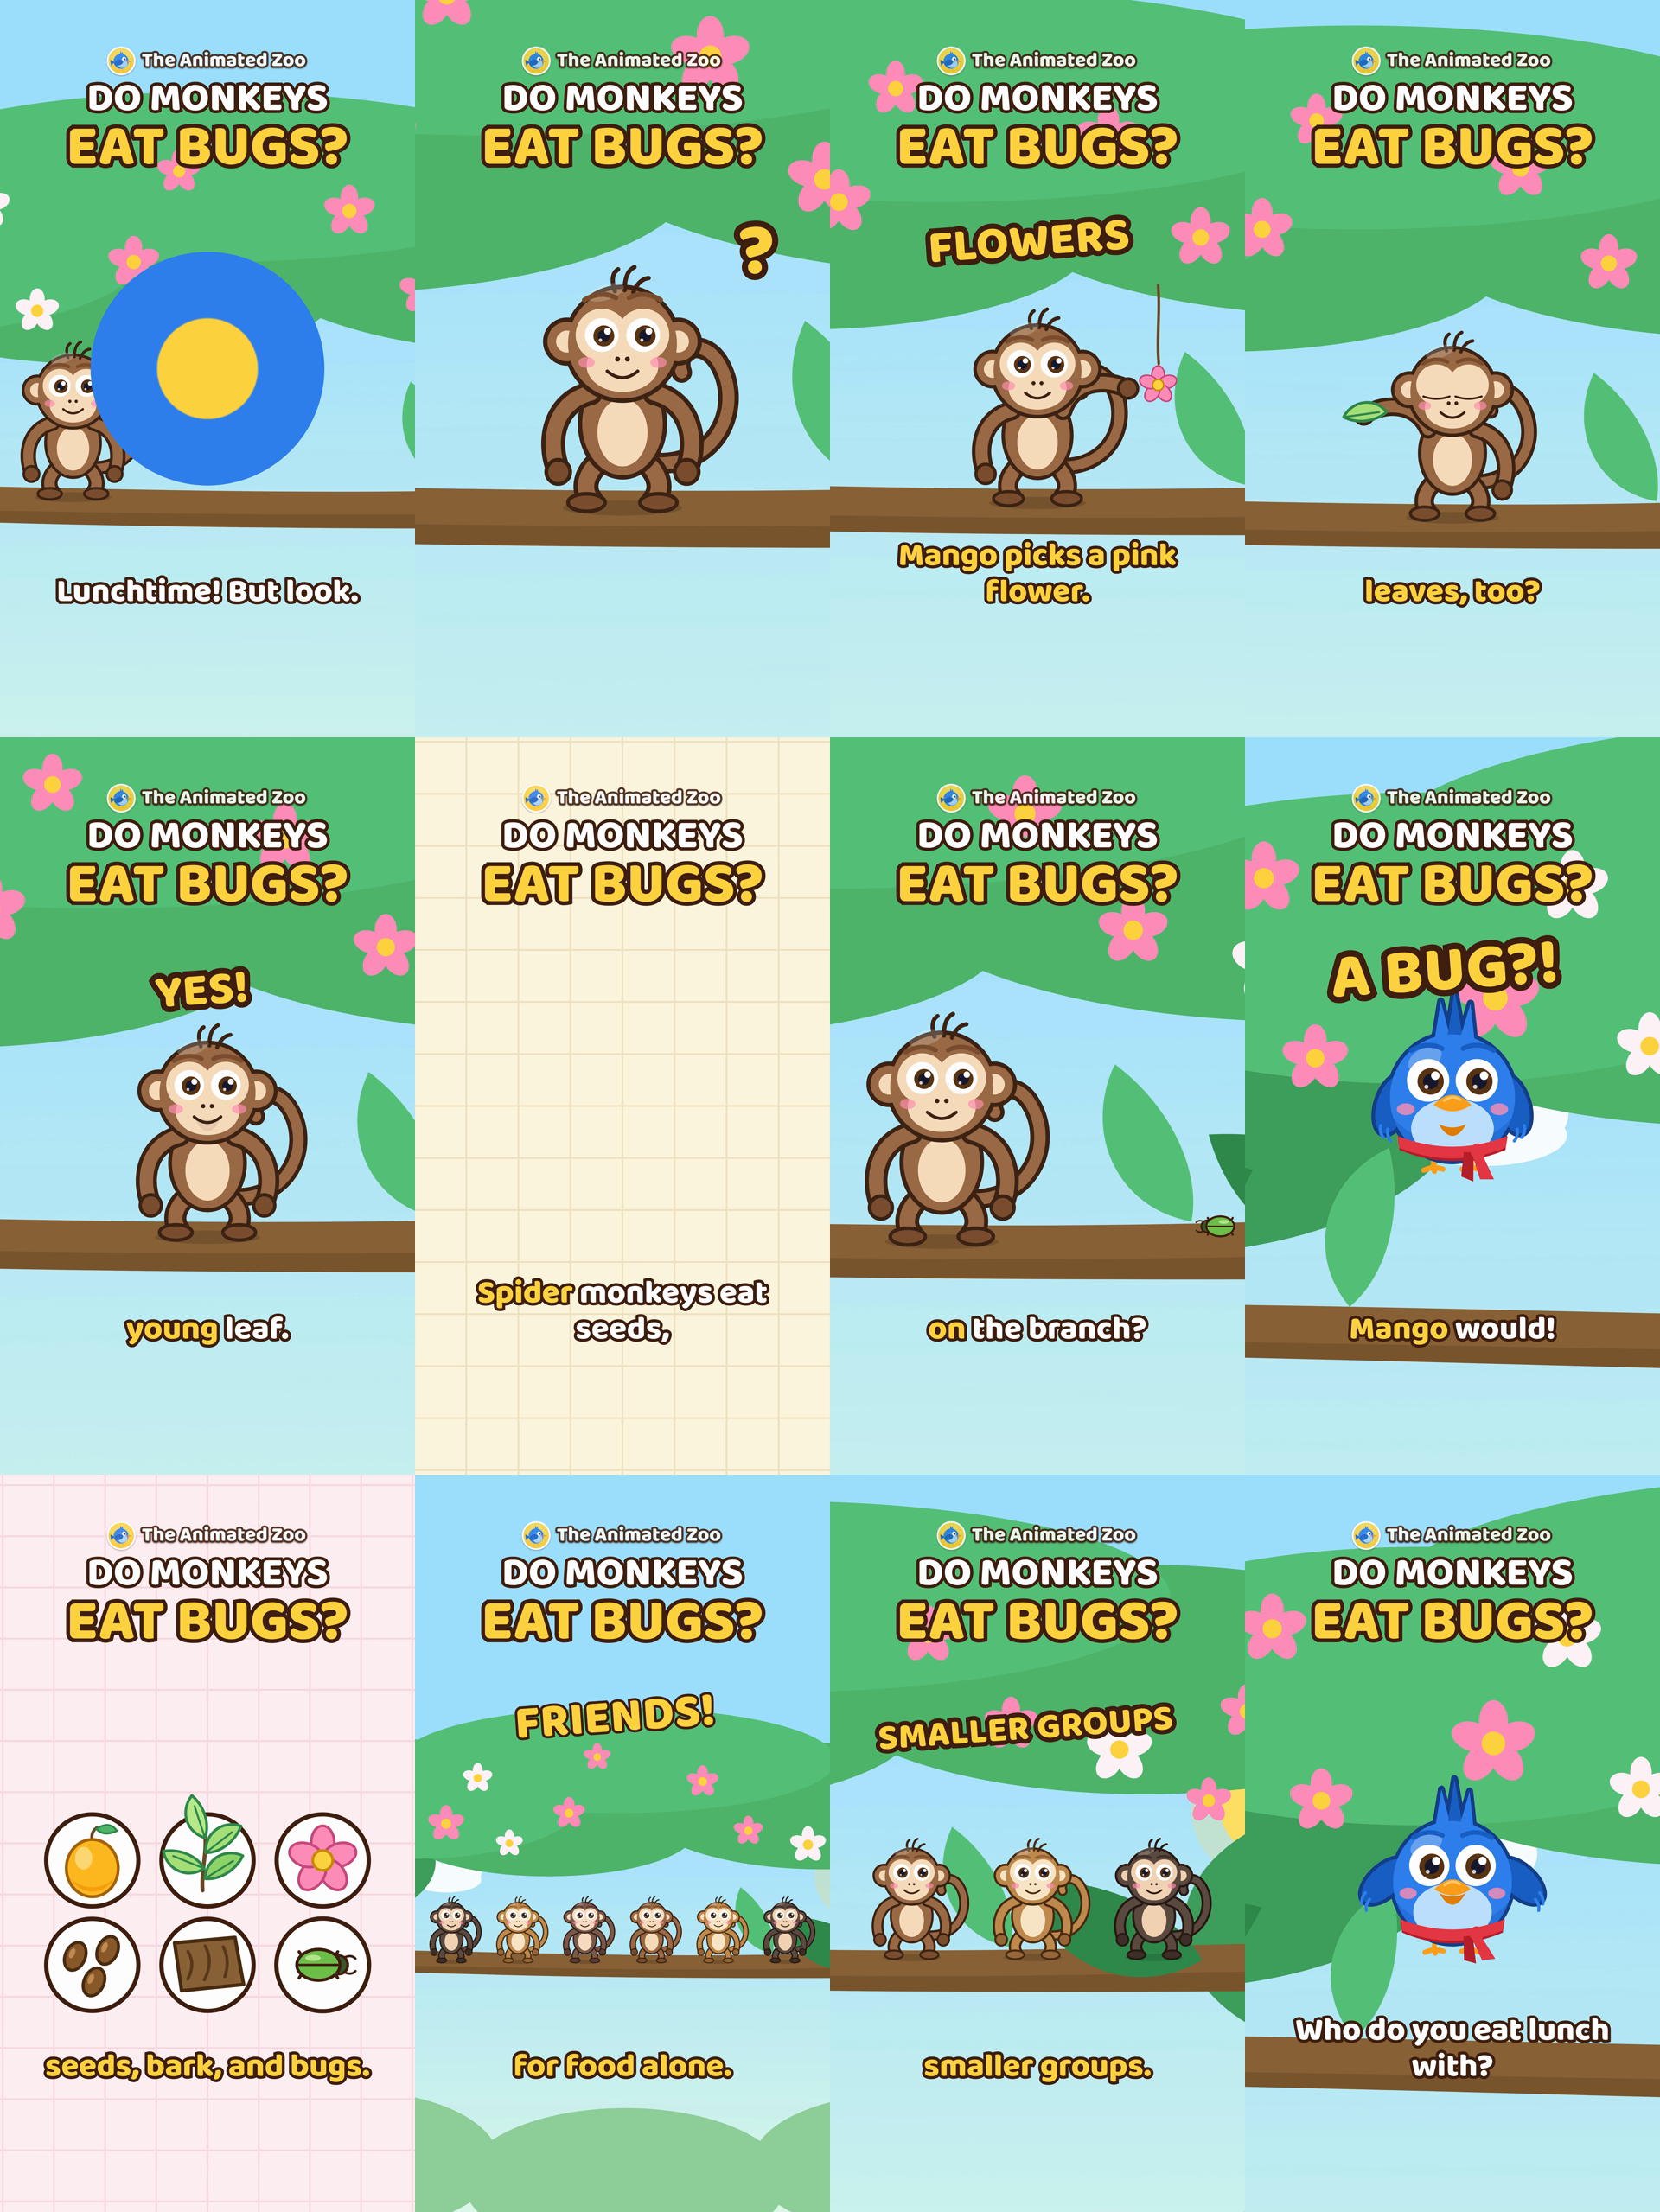 The Animated Zoo
DO MONKEYS
EAT BUGS?
Lunchtime! But look.
The Animated Zoo
DO MONKEYS
EAT BUGS?
?
The Animated Zoo
DO MONKEYS
EAT BUGS?
FLOWERS
Mango picks a pink
flower.
The Animated Zoo
DO MONKEYS
EAT BUGS?
leaves, too?
The Animated Zoo
DO MONKEYS
EAT BUGS?
YES!
young leaf.
The Animated Zoo
DO MONKEYS
EAT BUGS?
Spider monkeys eat
seeds,
The Animated Zoo
DO MONKEYS
EAT BUGS?
on the branch?
The Animated Zoo
DO MONKEYS
EAT BUGS?
A BUG?!
Mango would!
The Animated Zoo
DO MONKEYS
EAT BUGS?
seeds, bark, and bugs.
The Animated Zoo
DO MONKEYS
EAT BUGS?
FRIENDS!
for food alone.
The Animated Zoo
DO MONKEYS
EAT BUGS?
SMALLER GROUPS
smaller groups.
The Animated Zoo
DO MONKEYS
EAT BUGS?
Who do you eat lunch
with?